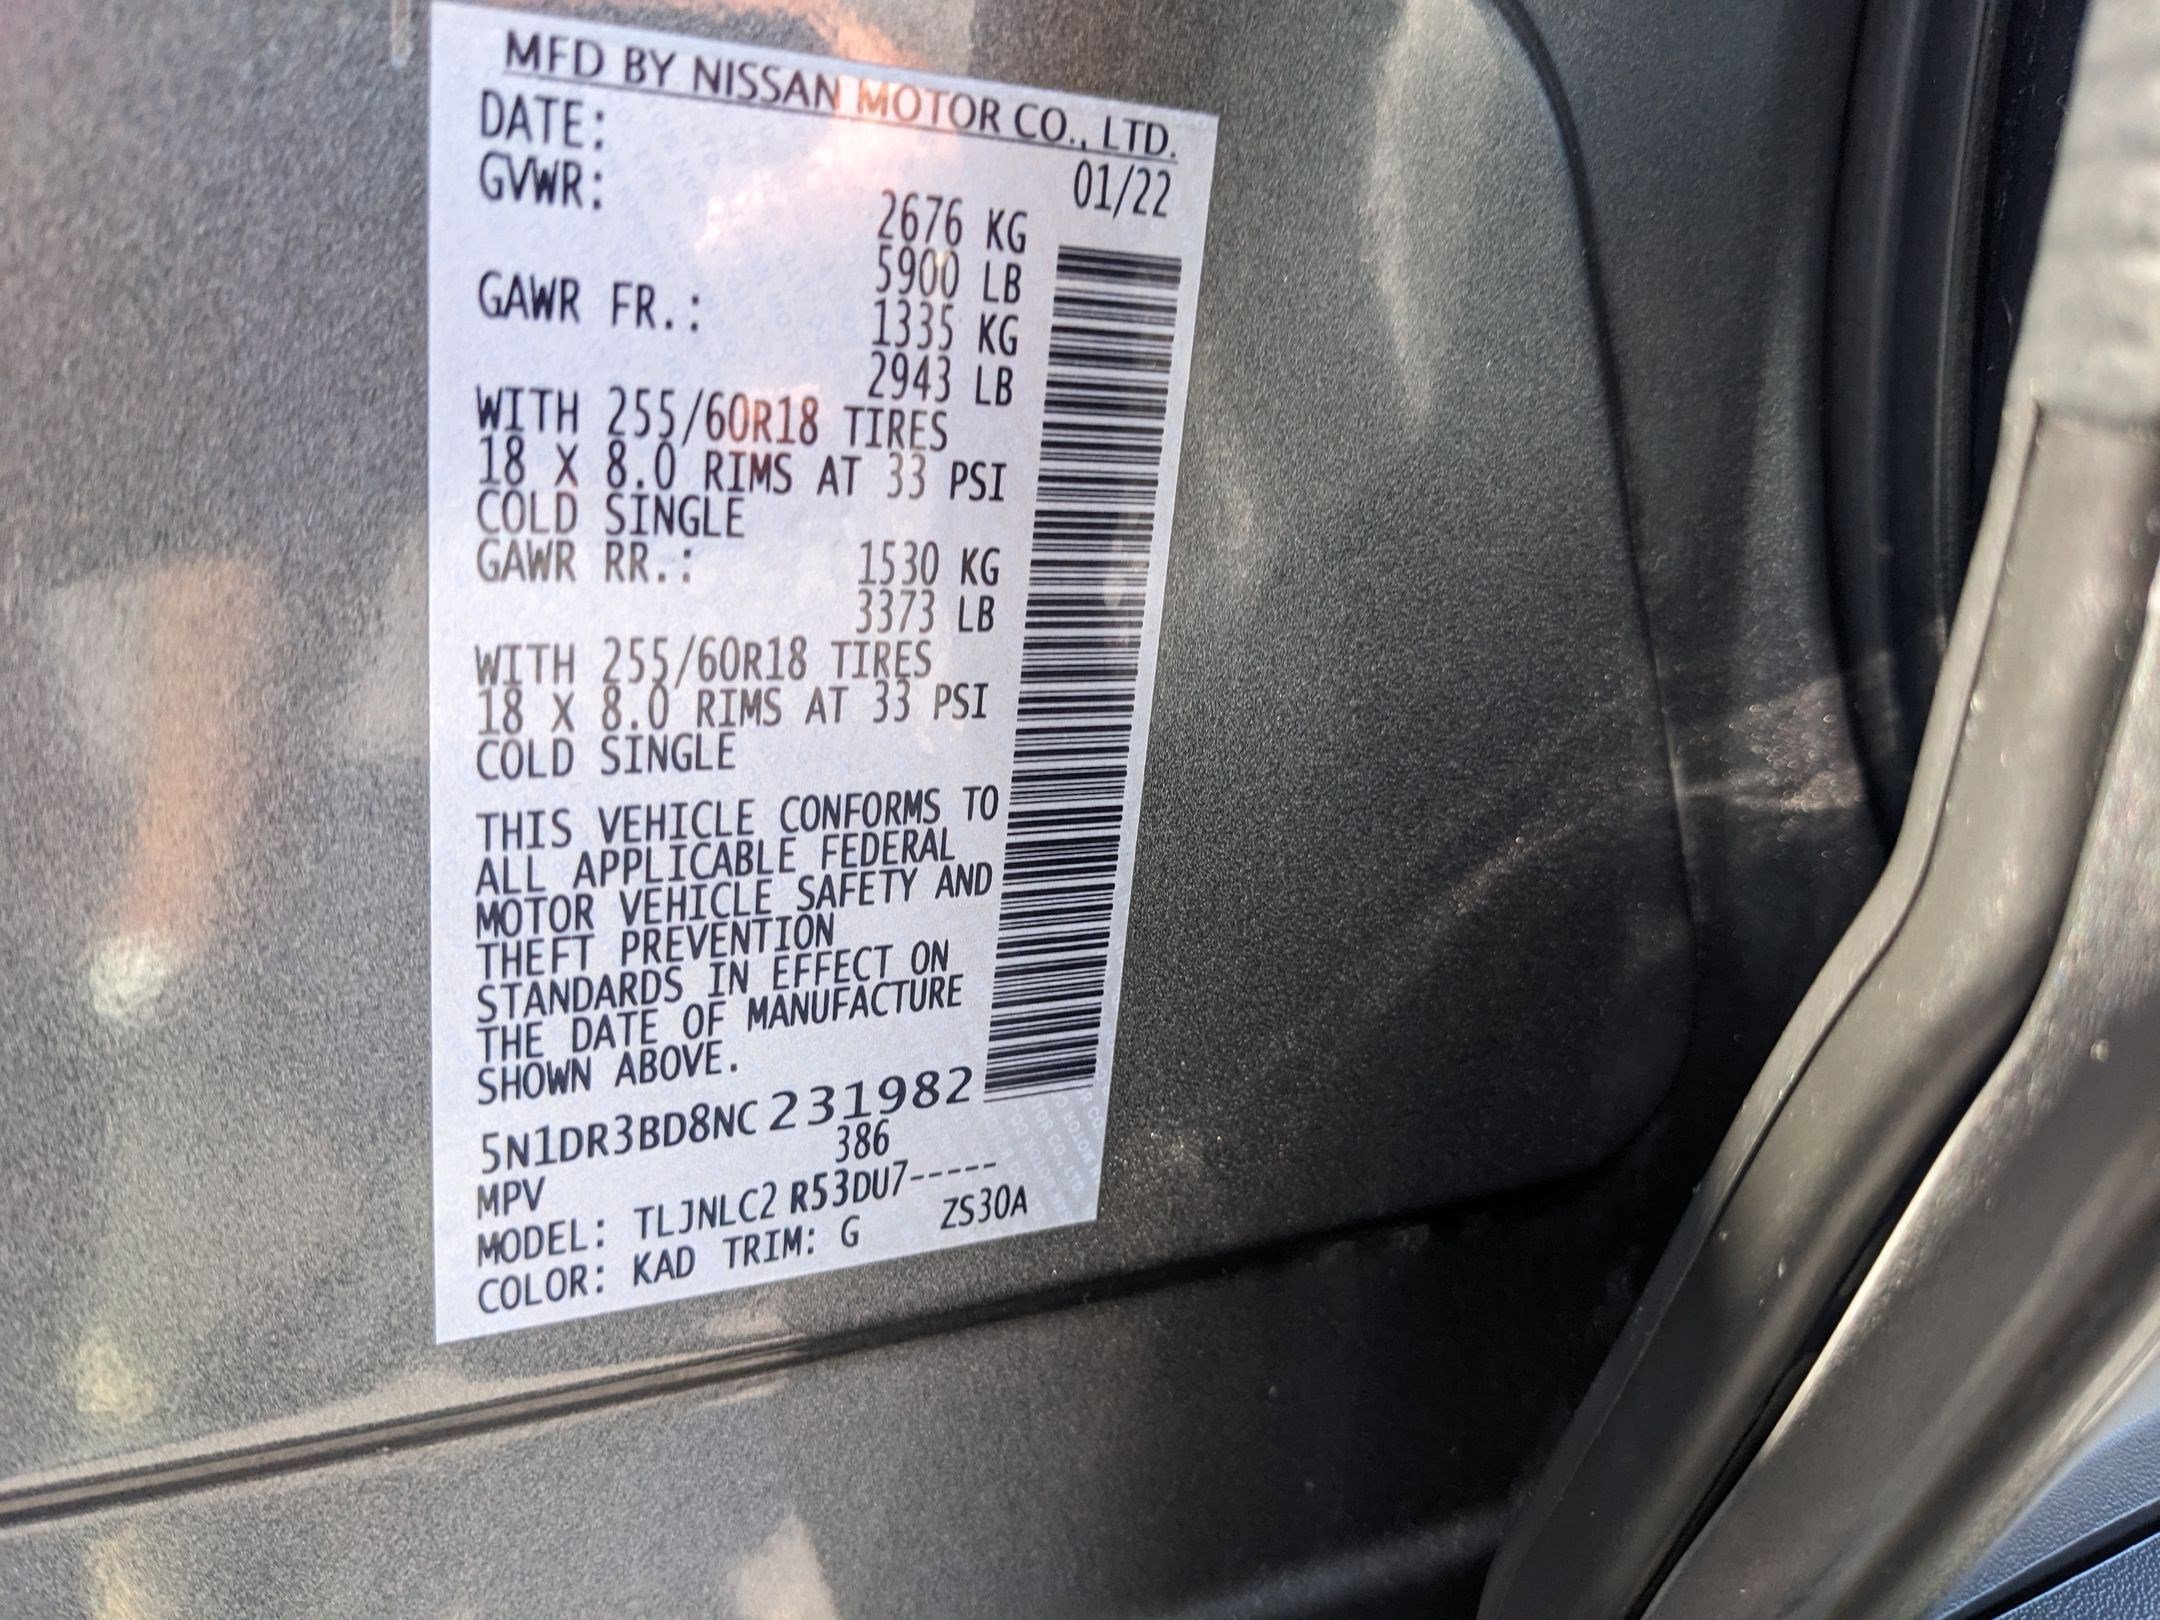 MFD BY NISSAN MOTOR CO., LTD.
DATE: 01/22
GVWR: 2676 KG
5900 LB
GAWR FR.: 1335 KG
2943 LB
WITH 255/60R18 TIRES
18 X 8.0 RIMS AT 33 PSI
COLD SINGLE
GAWR RR.: 1530 KG
3373 LB
WITH 255/60R18 TIRES
18 X 8.0 RIMS AT 33 PSI
COLD SINGLE
THIS VEHICLE CONFORMS TO
ALL APPLICABLE FEDERAL
MOTOR VEHICLE SAFETY AND
THEFT PREVENTION
STANDARDS IN EFFECT ON
THE DATE OF MANUFACTURE
SHOWN ABOVE.
5N1DR3BD8NC231982
MPV 386
MODEL: TLJNLC2 R53DU7-----
COLOR: KAD TRIM: G ZS30A